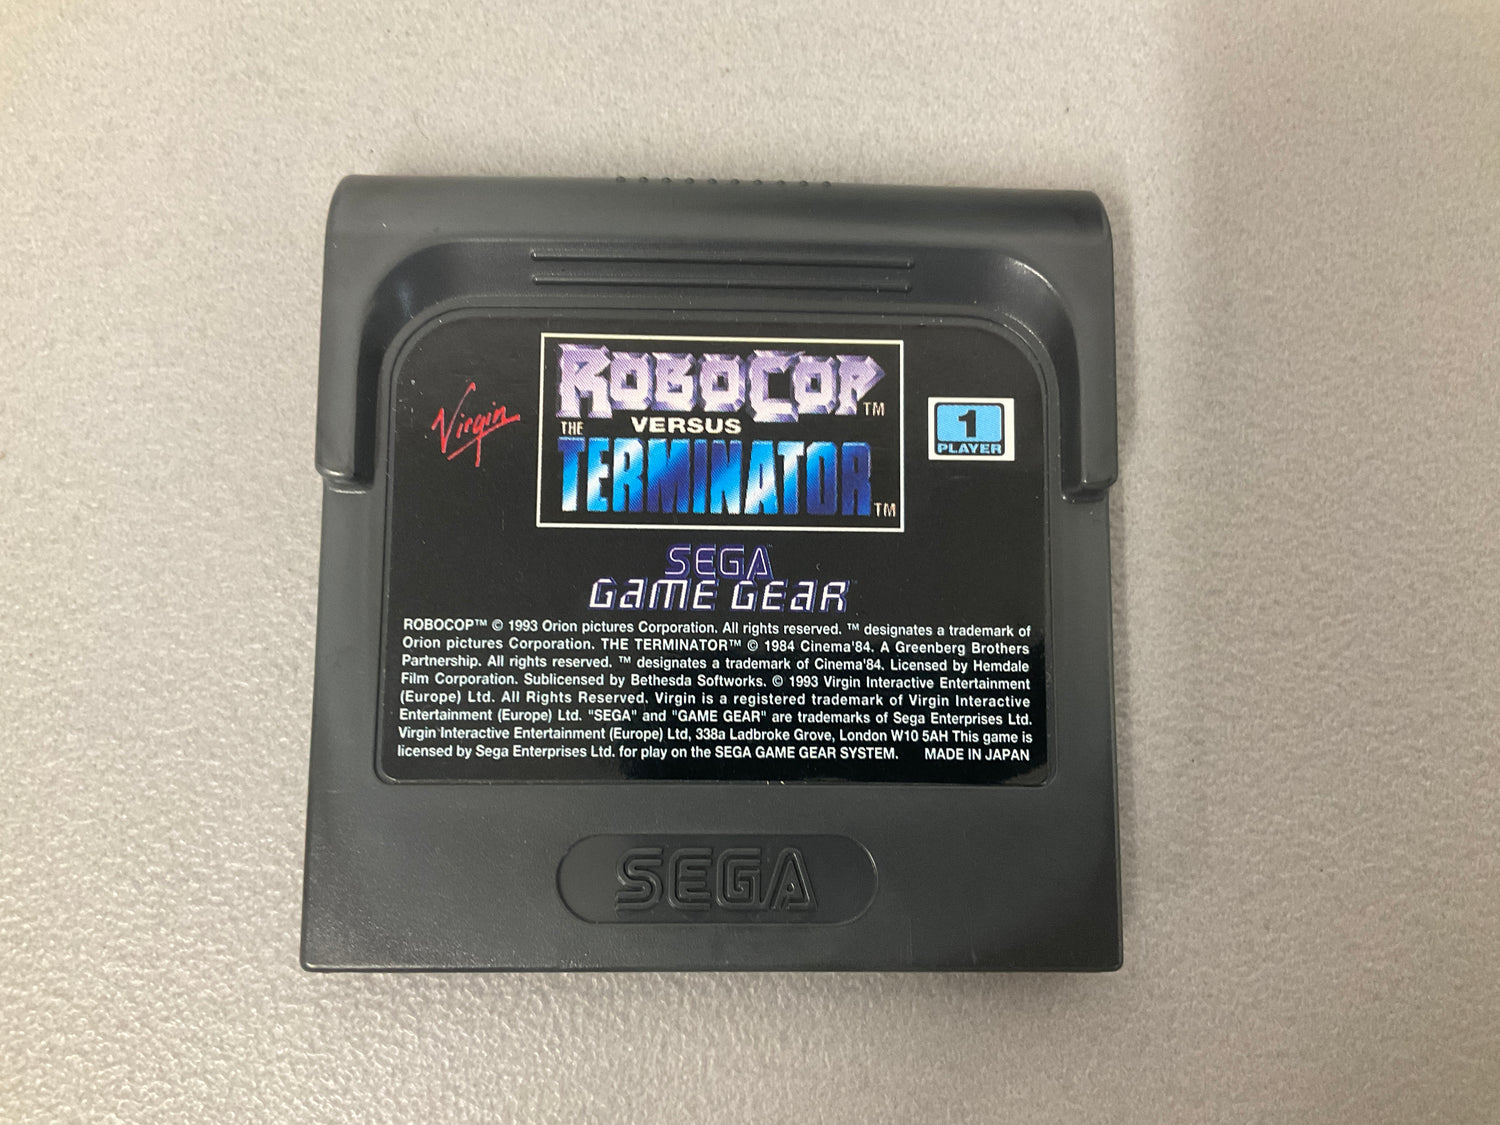 ROBOCOP™
VERSUS
THE
TERMINATOR™
Virgin
1
PLAYER
SEGA
GAME GEAR™
ROBOCOP™ © 1993 Orion pictures Corporation. All rights reserved. ™ designates a trademark of
Orion pictures Corporation. THE TERMINATOR™ © 1984 Cinema'84. A Greenberg Brothers
Partnership. All rights reserved. ™ designates a trademark of Cinema'84. Licensed by Hemdale
Film Corporation. Sublicensed by Bethesda Softworks. © 1993 Virgin Interactive Entertainment
(Europe) Ltd. All Rights Reserved. Virgin is a registered trademark of Virgin Interactive
Entertainment (Europe) Ltd. "SEGA" and "GAME GEAR" are trademarks of Sega Enterprises Ltd.
Virgin Interactive Entertainment (Europe) Ltd, 338a Ladbroke Grove, London W10 5AH This game is
licensed by Sega Enterprises Ltd. for play on the SEGA GAME GEAR SYSTEM. MADE IN JAPAN
SEGA